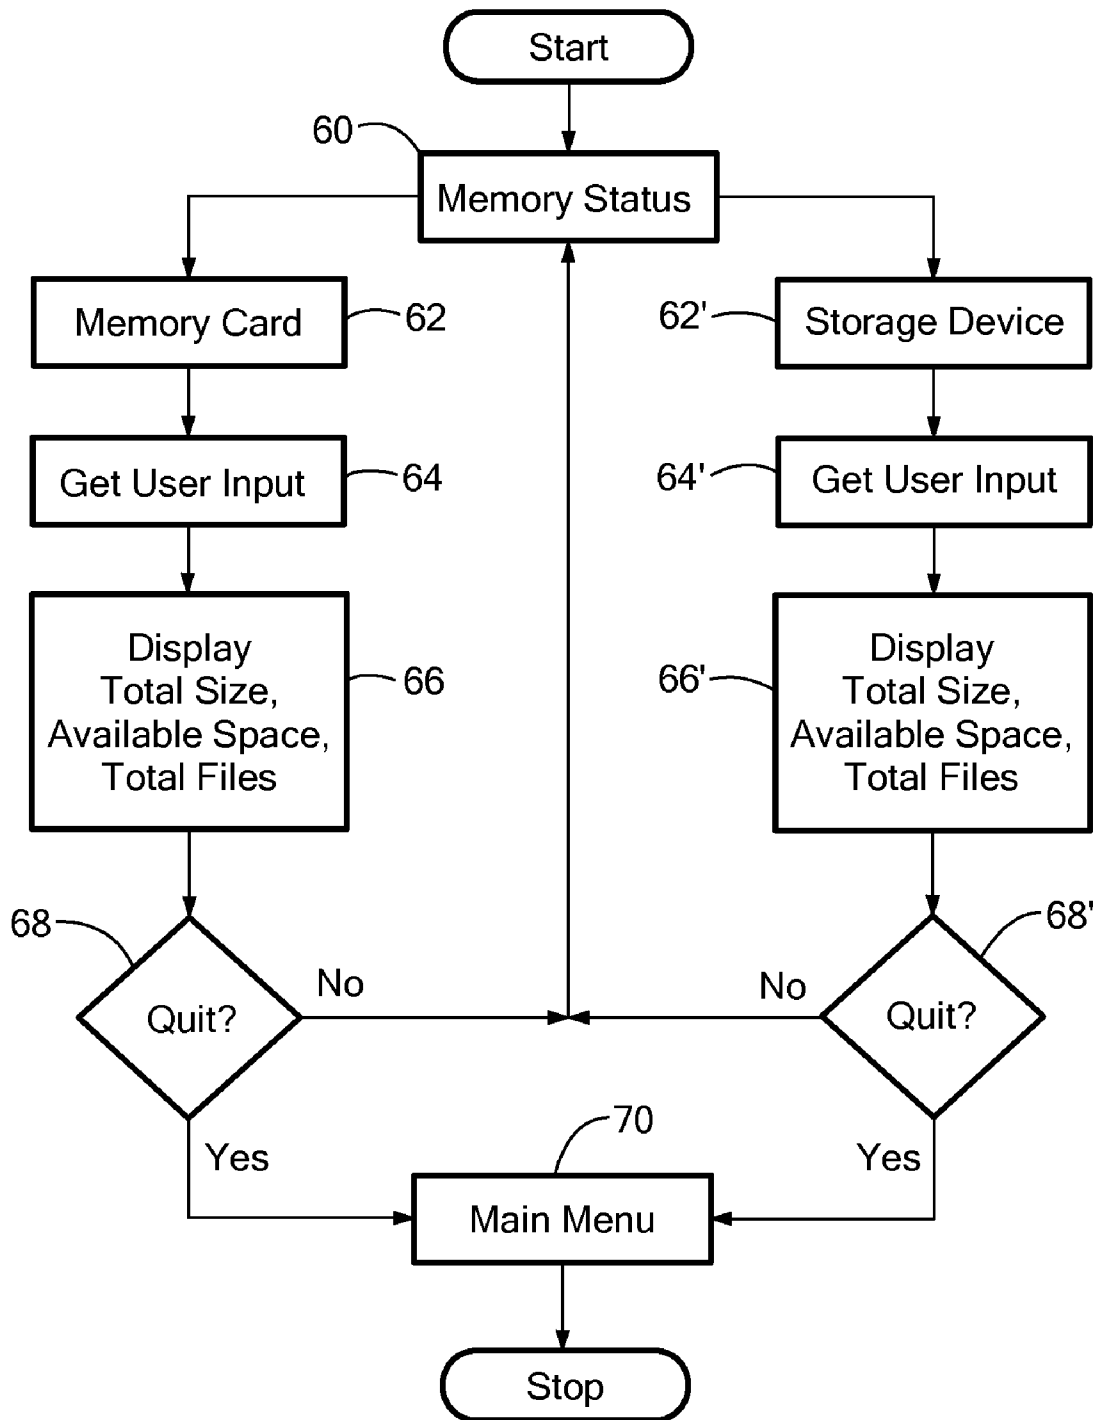 Start
60
Memory Status
Memory Card
62
62'
Storage Device
Get User Input
64
64'
Get User Input
Display
Total Size,
Available Space,
Total Files
66
66'
Display
Total Size,
Available Space,
Total Files
68
Quit?
No
No
Quit?
68'
Yes
70
Yes
Main Menu
Stop